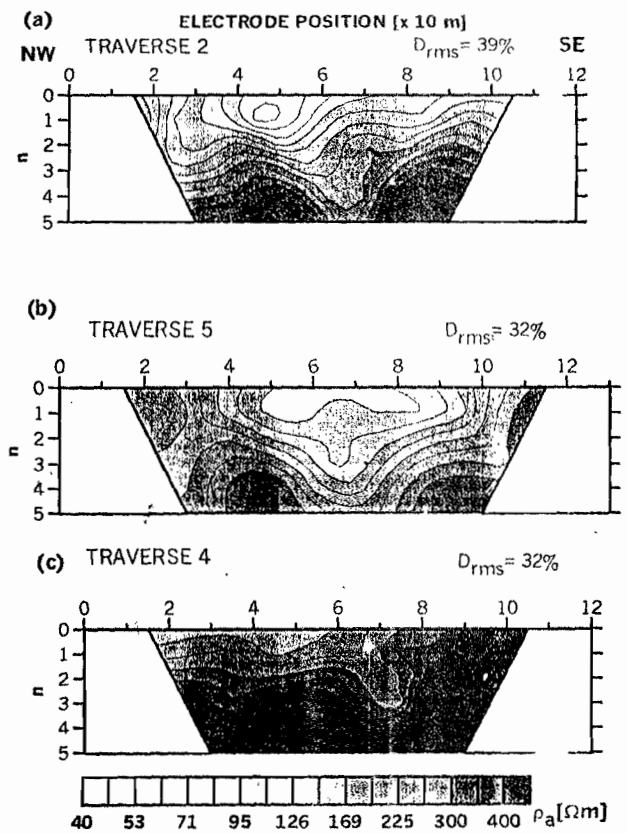 (a) ELECTRODE POSITION [x 10 m]
NW TRAVERSE 2 Drms= 39% SE
0 2 4 6 8 10 12
0
1
2
n
3
4
5
(b)
TRAVERSE 5 Drms= 32%
0 2 4 6 8 10 12
0
1
2
n
3
4
5
(c) TRAVERSE 4 Drms= 32%
0 2 4 6 8 10 12
0
1
2
n
3
4
5
40 53 71 95 126 169 225 300 400 ρa[Ωm]